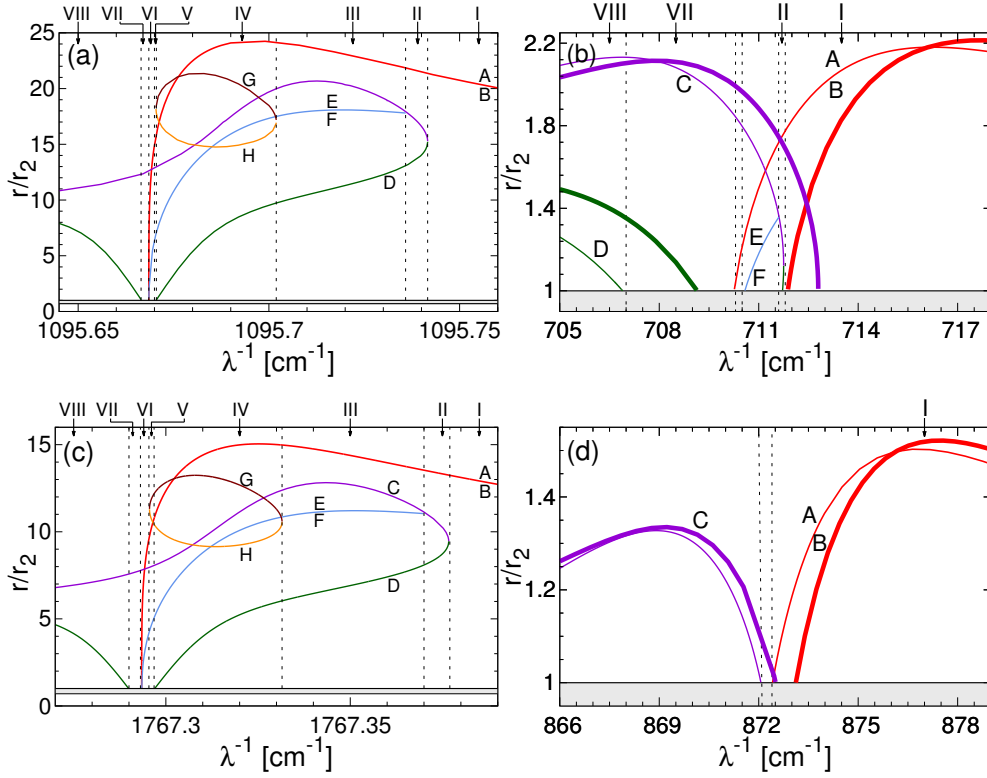 VIII VII VI V IV III II I
(a)
r/r2
25
20
15
10
5
0
G
A
B
E
F
H
D
1095.65 1095.7 1095.75
λ-1 [cm-1]
VIII VII II I
(b)
r/r2
2.2
1.8
1.4
1
A
C B
E
D F
705 708 711 714 717
λ-1 [cm-1]
VIII VII VI V IV III II I
(c)
r/r2
15
10
5
0
G
A
C B
E
F
H
D
1767.3 1767.35
λ-1 [cm-1]
I
(d)
r/r2
1.4
1.2
1
C A
B
866 869 872 875 878
λ-1 [cm-1]